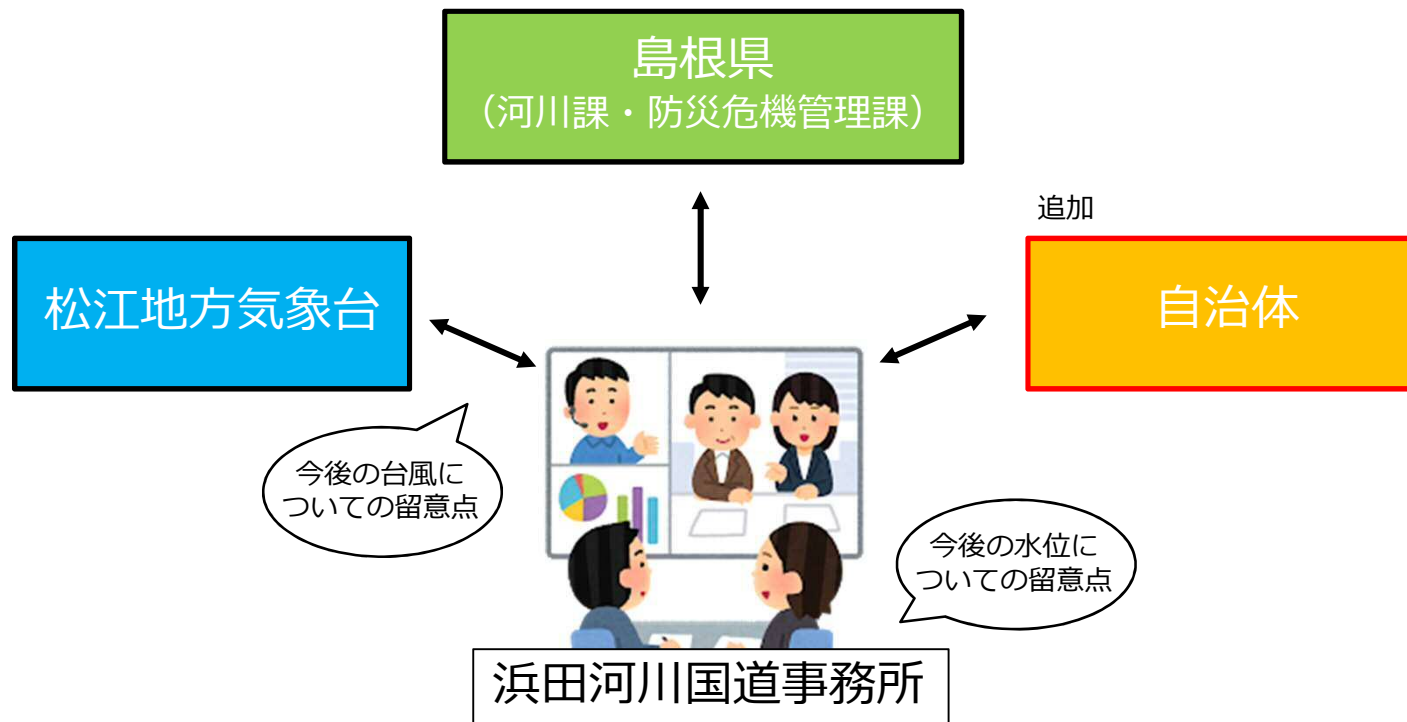 島根県
（河川課・防災危機管理課）
追加
松江地方気象台
自治体
今後の台風に
ついての留意点
今後の水位に
ついての留意点
浜田河川国道事務所